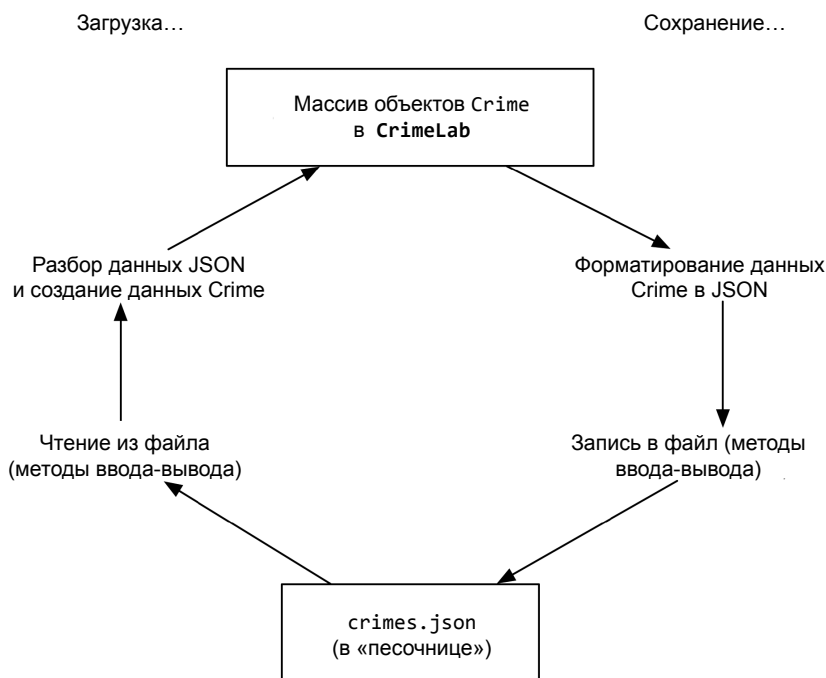 Загрузка…
Сохранение…
Массив объектов Crime
в CrimeLab
Разбор данных JSON
и создание данных Crime
Форматирование данных
Crime в JSON
Чтение из файла
(методы ввода-вывода)
Запись в файл (методы
ввода-вывода)
crimes.json
(в «песочнице»)